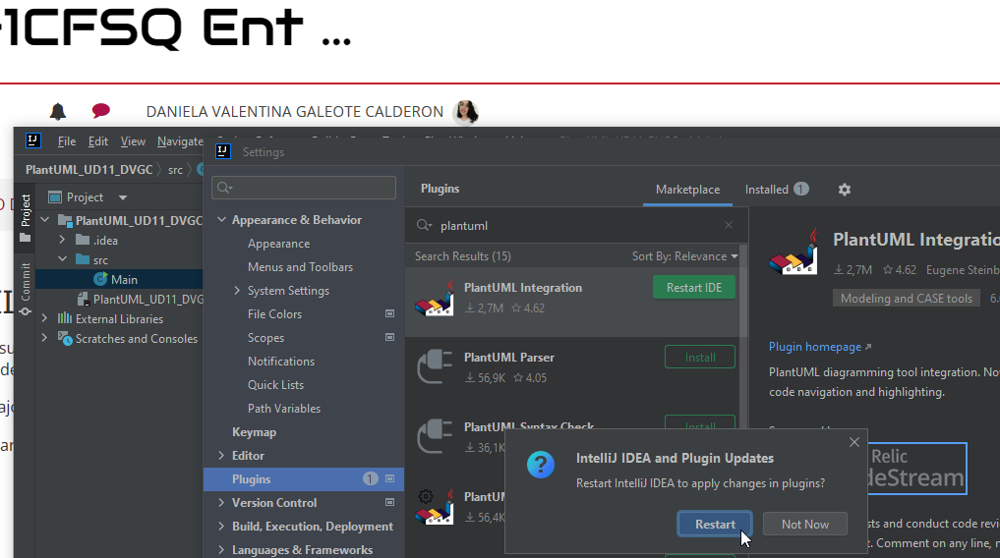 1CFSQ Ent ...
DANIELA VALENTINA GALEOTE CALDERON
File Edit View Navigate
Settings
PlantUML_UD11_DVGC src
Project
Project
Commit
PlantUML_UD11_DVGC
.idea
src
Main
PlantUML_UD11_DVG
External Libraries
Scratches and Consoles
Appearance & Behavior
Appearance
Menus and Toolbars
System Settings
File Colors
Scopes
Notifications
Quick Lists
Path Variables
Keymap
Editor
Plugins 1
Version Control
Build, Execution, Deployment
Languages & Frameworks
Plugins Marketplace Installed 1
plantuml
Search Results (15) Sort By: Relevance
PlantUML Integration Restart IDE
2,7M 4.62
PlantUML Parser Install
56,9K 4.05
PlantUML Syntax Check Install
36,1K
PlantU
56,4K
PlantUML Integratio
2,7M 4.62 Eugene Steinb
Modeling and CASE tools 6.
Plugin homepage
PlantUML diagramming tool integration. No
code navigation and highlighting.
Relic
deStream
sts and conduct code revi
t. Comment on any line, n
IntelliJ IDEA and Plugin Updates
Restart IntelliJ IDEA to apply changes in plugins?
Restart Not Now